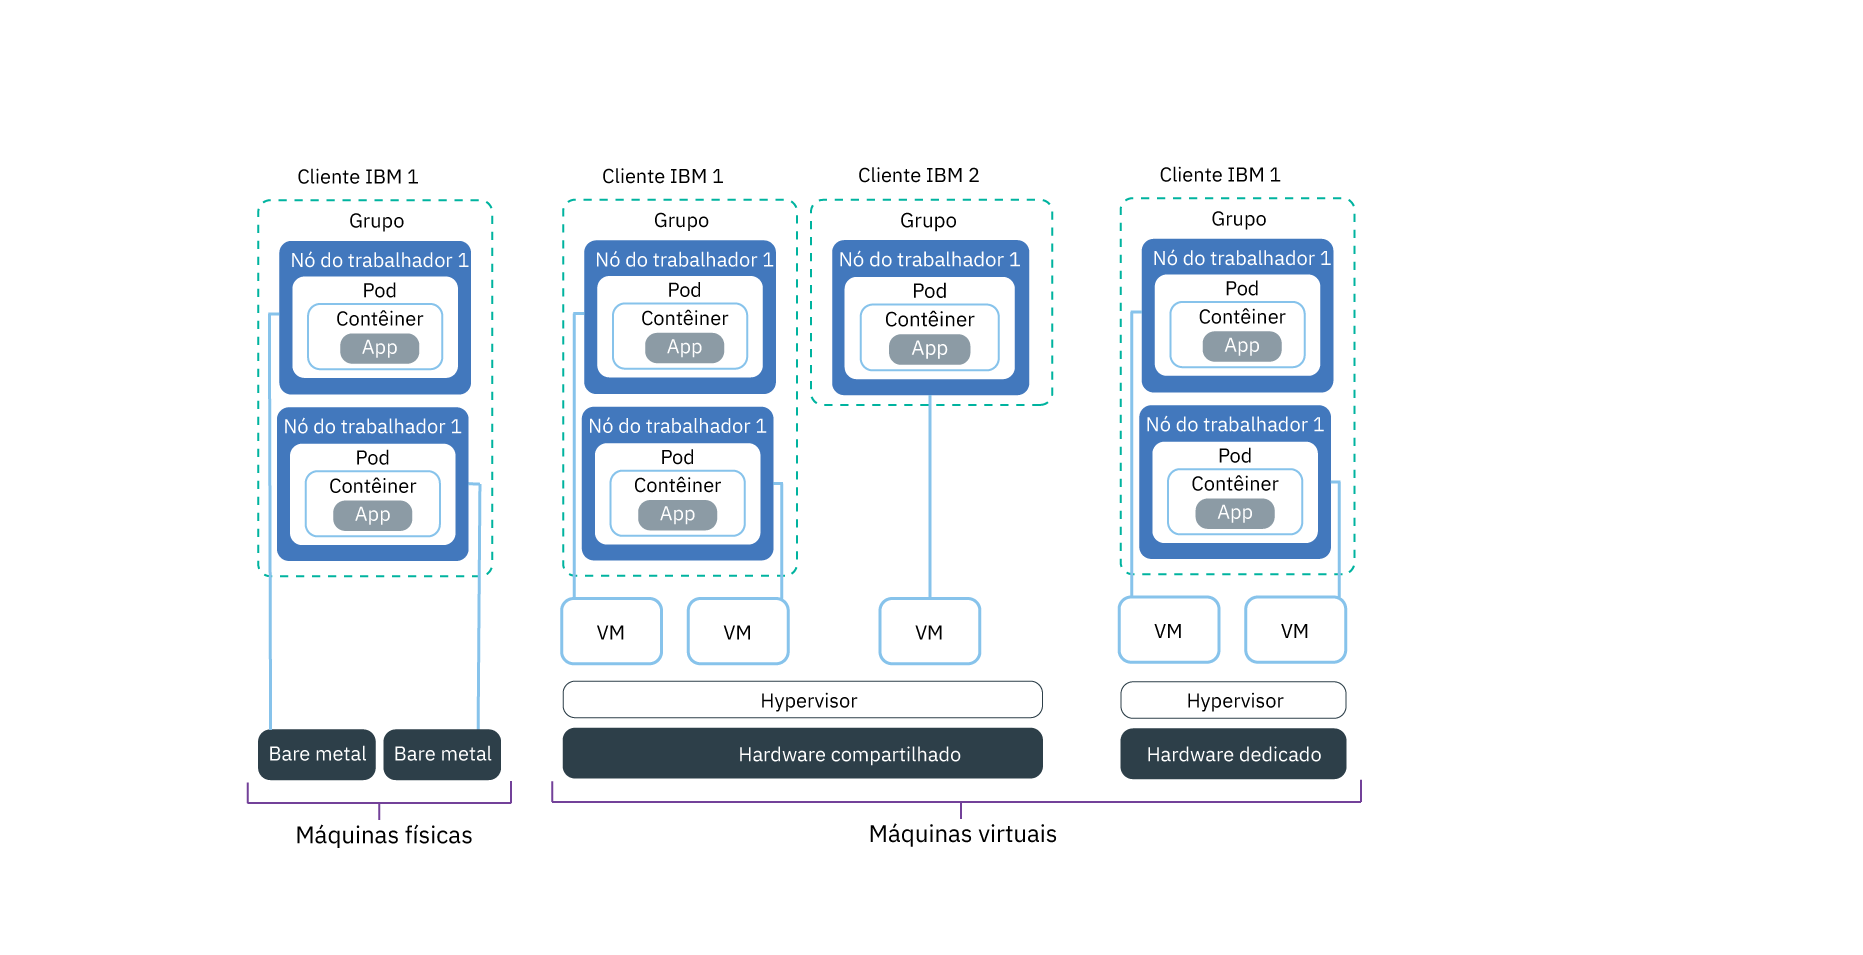 Cliente IBM 1
Grupo
Nó do trabalhador 1
Pod
Contêiner
App
Nó do trabalhador 1
Pod
Contêiner
App
Bare metal
Bare metal
Máquinas físicas
Cliente IBM 1
Grupo
Nó do trabalhador 1
Pod
Contêiner
App
Nó do trabalhador 1
Pod
Contêiner
App
VM
VM
Cliente IBM 2
Grupo
Nó do trabalhador 1
Pod
Contêiner
App
VM
Hypervisor
Hardware compartilhado
Cliente IBM 1
Grupo
Nó do trabalhador 1
Pod
Contêiner
App
Nó do trabalhador 1
Pod
Contêiner
App
VM
VM
Hypervisor
Hardware dedicado
Máquinas virtuais